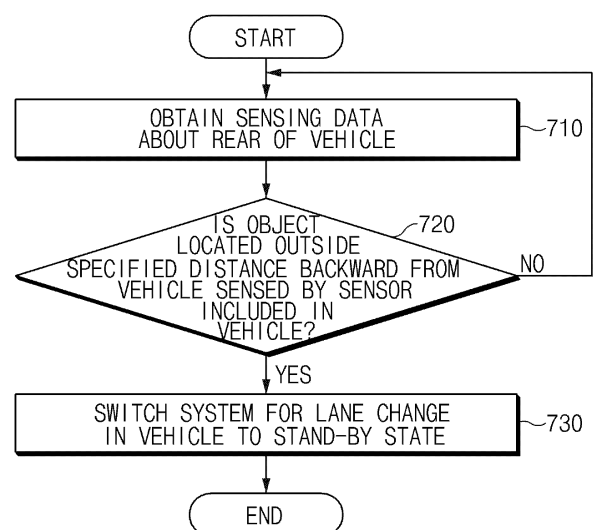 START
OBTAIN SENSING DATA
ABOUT REAR OF VEHICLE
710
IS OBJECT
LOCATED OUTSIDE
SPECIFIED DISTANCE BACKWARD FROM
VEHICLE SENSED BY SENSOR
INCLUDED IN
VEHICLE?
720
NO
YES
SWITCH SYSTEM FOR LANE CHANGE
IN VEHICLE TO STAND-BY STATE
730
END